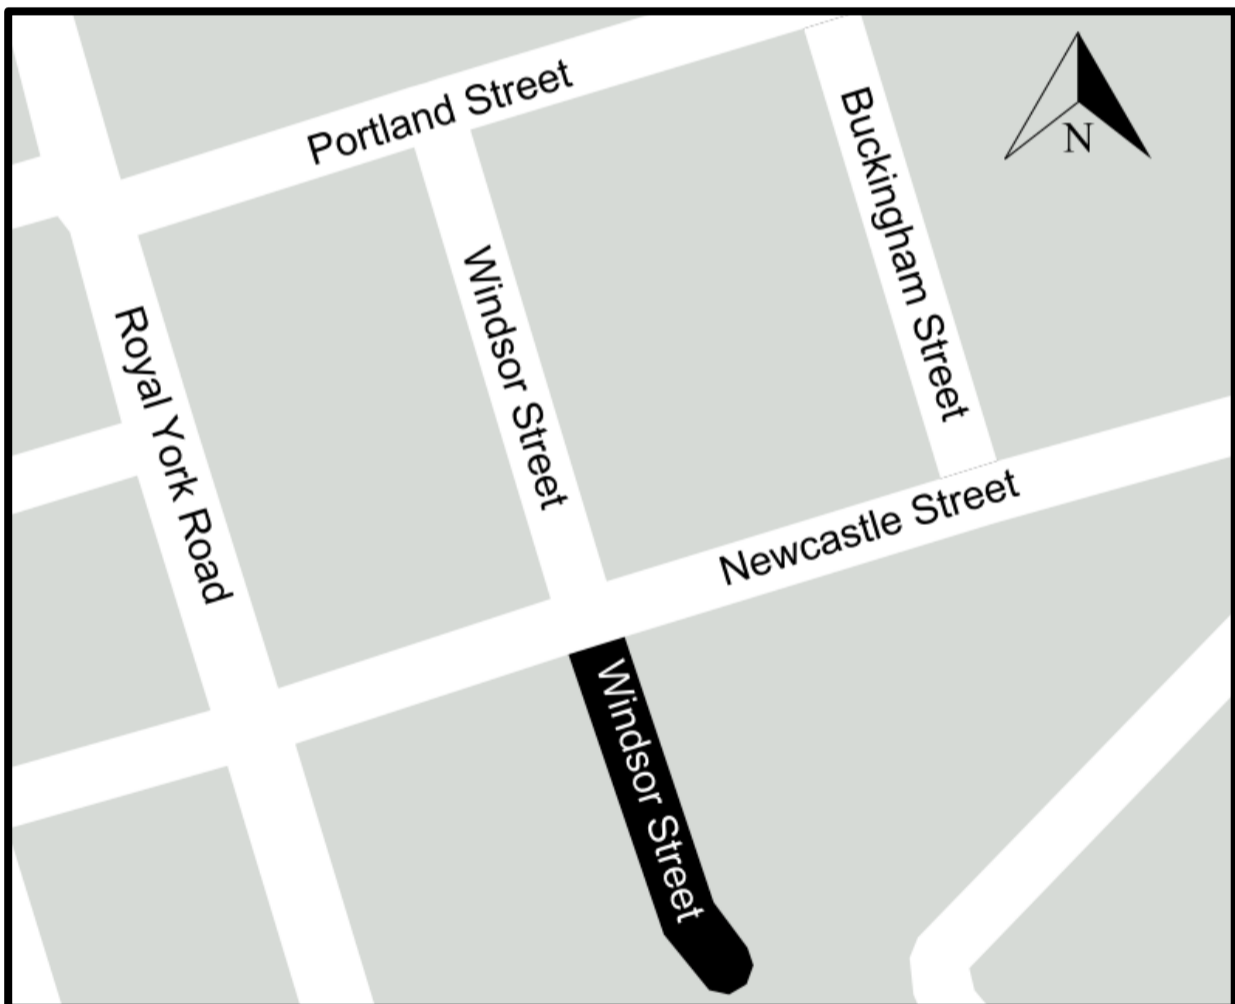 Portland Street
Buckingham Street
N
Windsor Street
Royal York Road
Newcastle Street
Windsor Street